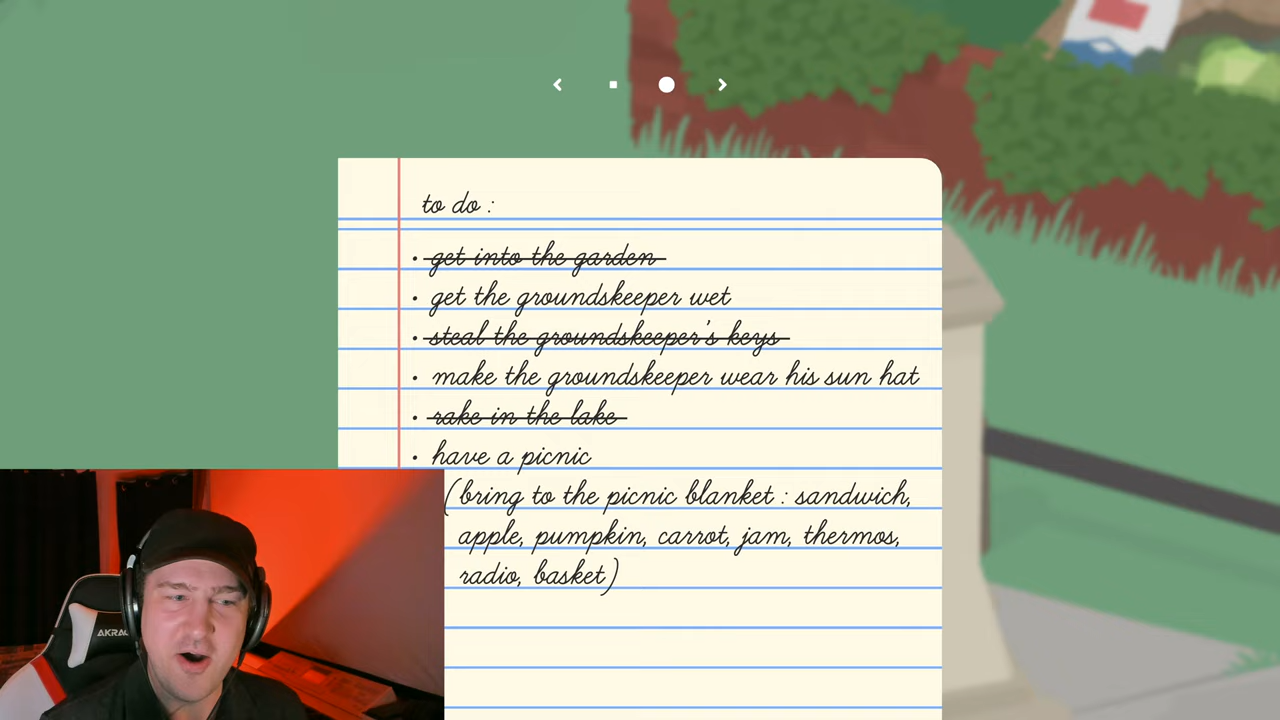 to do :
• get into the garden
• get the groundskeeper wet
• steal the groundskeeper's keys
• make the groundskeeper wear his sun hat
• rake in the lake
• have a picnic
(bring to the picnic blanket : sandwich,
apple, pumpkin, carrot, jam, thermos,
radio, basket)